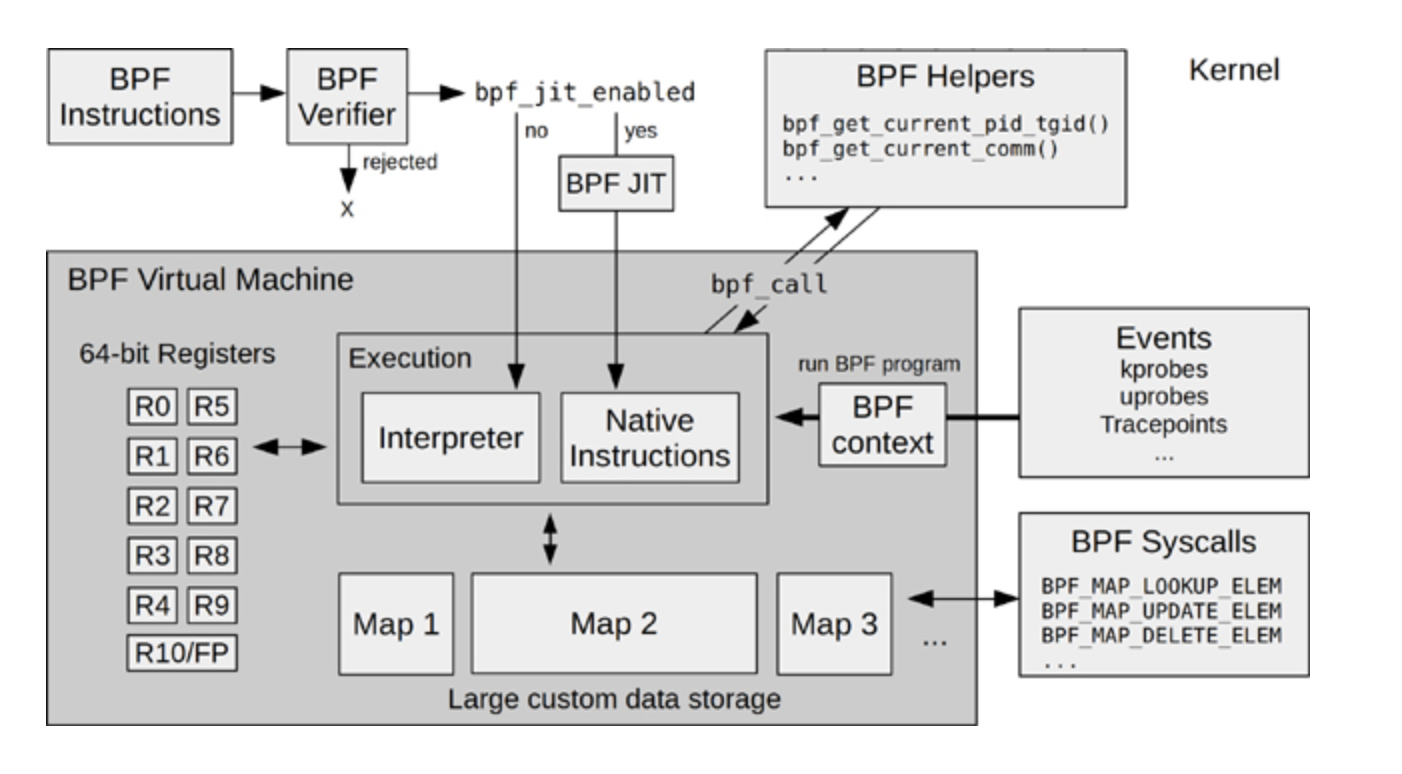 BPF
Instructions
BPF
Verifier
bpf_jit_enabled
rejected
X
no
yes
BPF JIT
BPF Helpers
bpf_get_current_pid_tgid()
bpf_get_current_comm()
...
Kernel
BPF Virtual Machine
bpf_call
64-bit Registers
R0 R5
R1 R6
R2 R7
R3 R8
R4 R9
R10/FP
Execution
Interpreter
Native
Instructions
run BPF program
BPF
context
Events
kprobes
uprobes
Tracepoints
...
Map 1
Map 2
Map 3
...
Large custom data storage
BPF Syscalls
BPF_MAP_LOOKUP_ELEM
BPF_MAP_UPDATE_ELEM
BPF_MAP_DELETE_ELEM
...